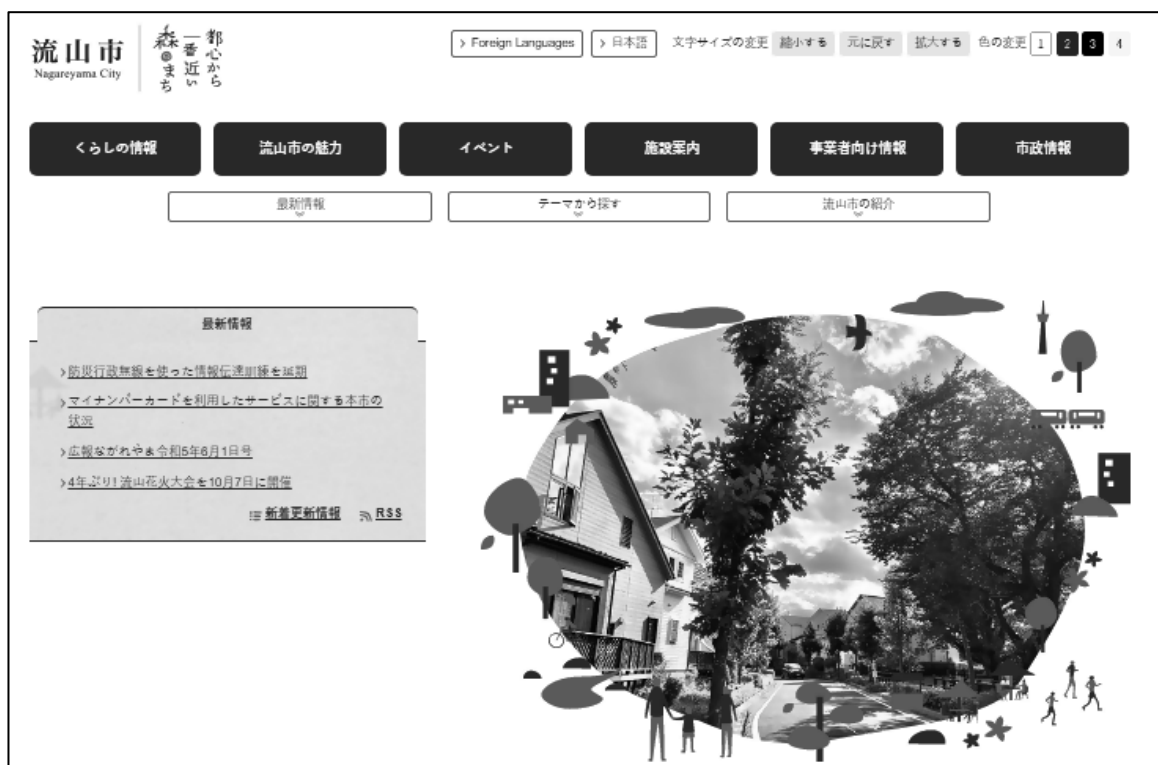 流山市
Nagareyama City
都心から
一番近い
森のまち
Foreign Languages 日本語 文字サイズの変更 縮小する 元に戻す 拡大する 色の変更 1 2 3 4
くらしの情報 流山市の魅力 イベント 施設案内 事業者向け情報 市政情報
最新情報 テーマから探す 流山市の紹介
最新情報
防災行政無線を使った情報伝達訓練を延期
マイナンバーカードを利用したサービスに関する本市の
状況
広報ながれやま令和5年6月1日号
4年ぶり!流山花火大会を10月7日に開催
新着更新情報 RSS